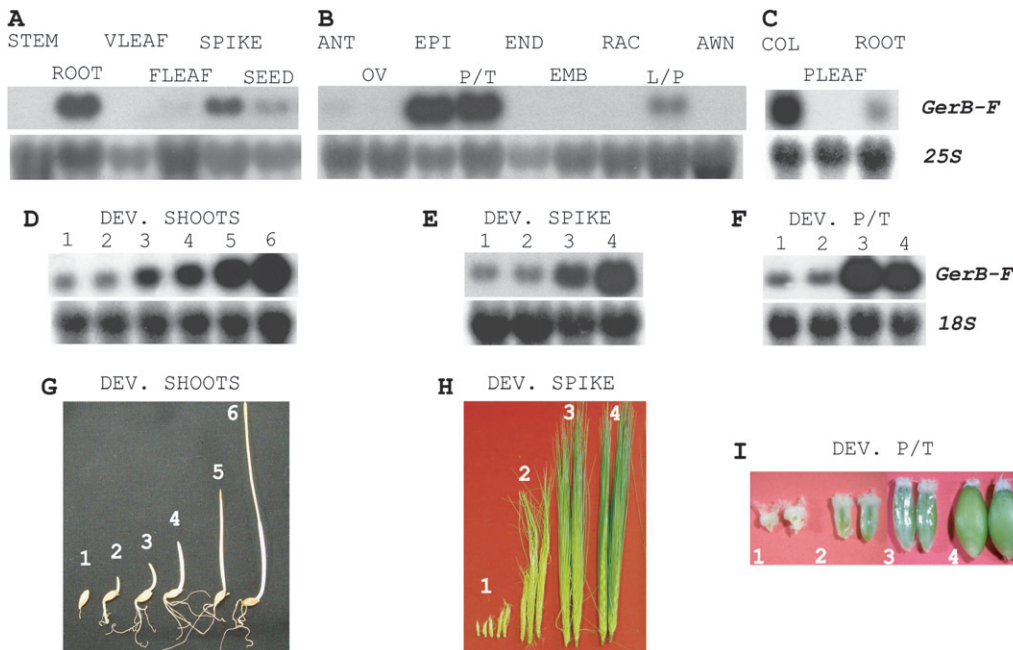 A B C
STEM VLEAF SPIKE ANT EPI END RAC AWN COL ROOT
ROOT FLEAF SEED OV P/T EMB L/P PLEAF
GerB-F
25S
D DEV. SHOOTS E DEV. SPIKE F DEV. P/T
1 2 3 4 5 6 1 2 3 4 1 2 3 4
GerB-F
18S
G DEV. SHOOTS
1 2 3 4 5 6
H DEV. SPIKE
1 2 3 4
I DEV. P/T
1 2 3 4